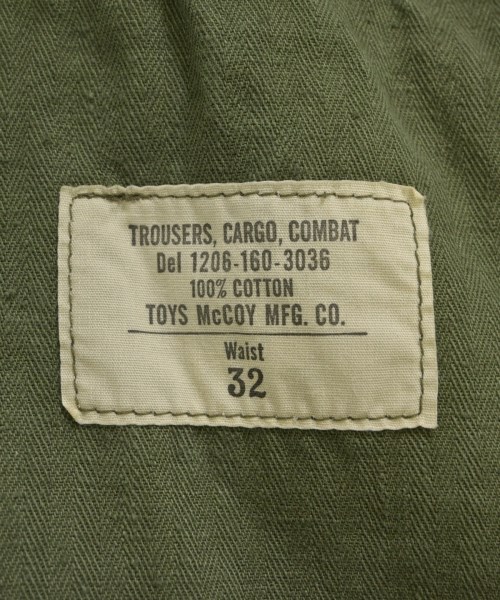 TROUSERS, CARGO, COMBAT
Del 1206-160-3036
100% COTTON
TOYS McCOY MFG. CO.
Waist
32